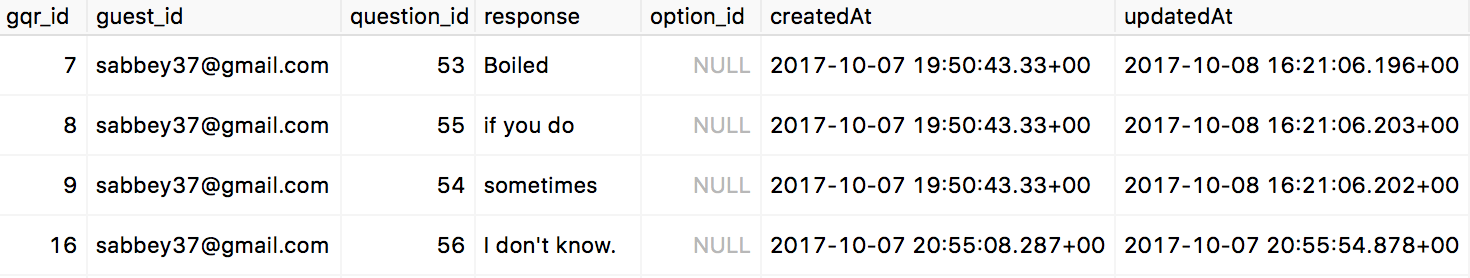 gqr_id guest_id question_id response option_id createdAt updatedAt
7 sabbey37@gmail.com 53 Boiled NULL 2017-10-07 19:50:43.33+00 2017-10-08 16:21:06.196+00
8 sabbey37@gmail.com 55 if you do NULL 2017-10-07 19:50:43.33+00 2017-10-08 16:21:06.203+00
9 sabbey37@gmail.com 54 sometimes NULL 2017-10-07 19:50:43.33+00 2017-10-08 16:21:06.202+00
16 sabbey37@gmail.com 56 I don't know. NULL 2017-10-07 20:55:08.287+00 2017-10-07 20:55:54.878+00